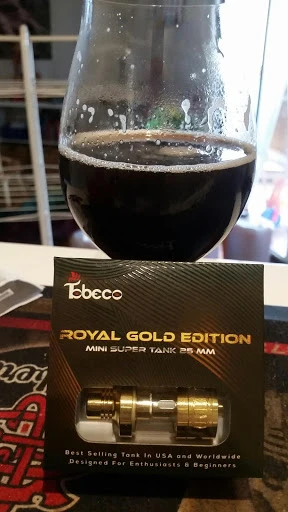 Tobeco
ROYAL GOLD EDITION
MINI SUPER TANK 25 MM
Best Selling Tank In USA and Worldwide
Designed For Enthusiasts & Beginners